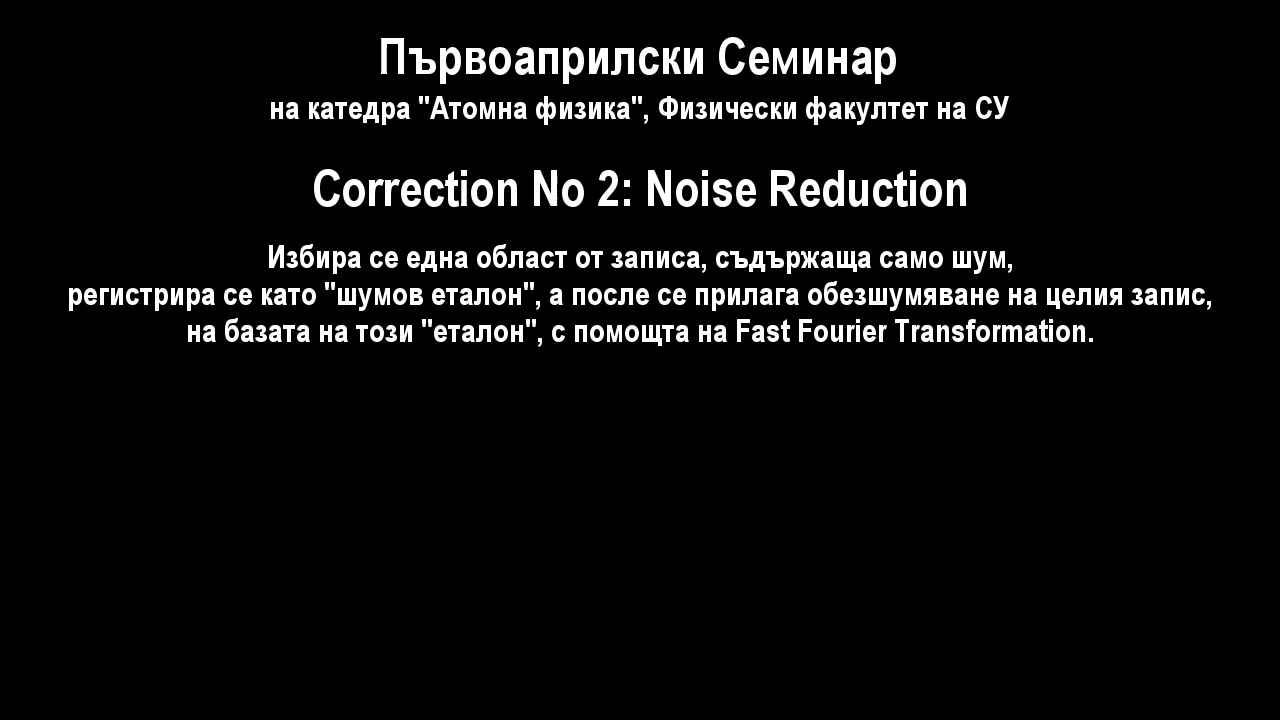 Първоаприлски Семинар
на катедра "Атомна физика", Физически факултет на СУ
Correction No 2: Noise Reduction
Избира се една област от записа, съдържаща само шум,
регистрира се като "шумов еталон", а после се прилага обезшумяване на целия запис,
на базата на този "еталон", с помощта на Fast Fourier Transformation.